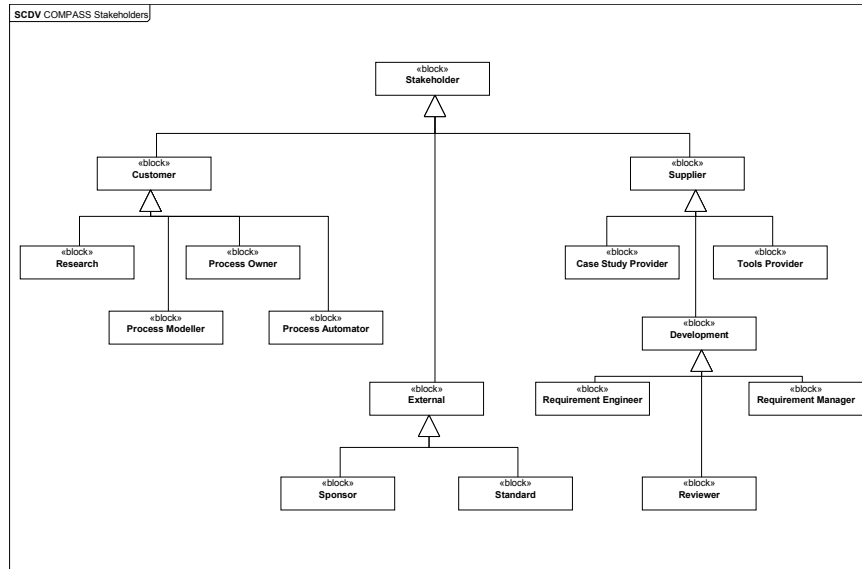 SCDV COMPASS Stakeholders
«block»
Stakeholder
«block»
Customer
«block»
Supplier
«block»
Research
«block»
Process Owner
«block»
Case Study Provider
«block»
Tools Provider
«block»
Process Modeller
«block»
Process Automator
«block»
Development
«block»
External
«block»
Requirement Engineer
«block»
Requirement Manager
«block»
Sponsor
«block»
Standard
«block»
Reviewer